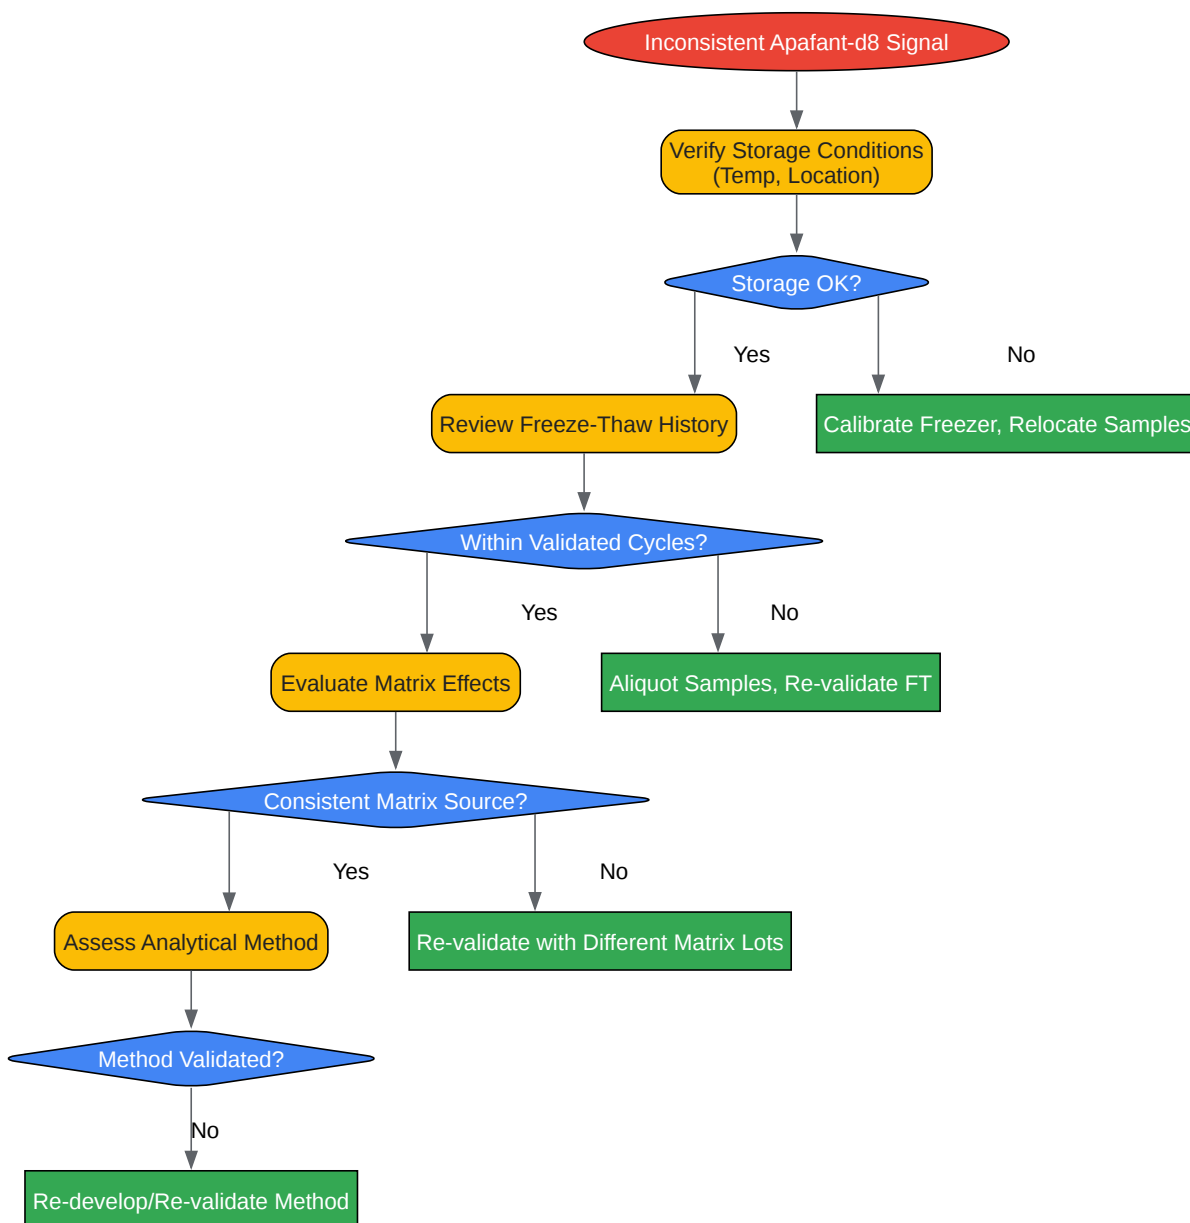 Inconsistent Apafant-d8 Signal
Verify Storage Conditions
(Temp, Location)
Storage OK?
Yes
No
Review Freeze-Thaw History
Calibrate Freezer, Relocate Samples
Within Validated Cycles?
Yes
No
Evaluate Matrix Effects
Aliquot Samples, Re-validate FT
Consistent Matrix Source?
Yes
No
Assess Analytical Method
Re-validate with Different Matrix Lots
Method Validated?
No
Re-develop/Re-validate Method